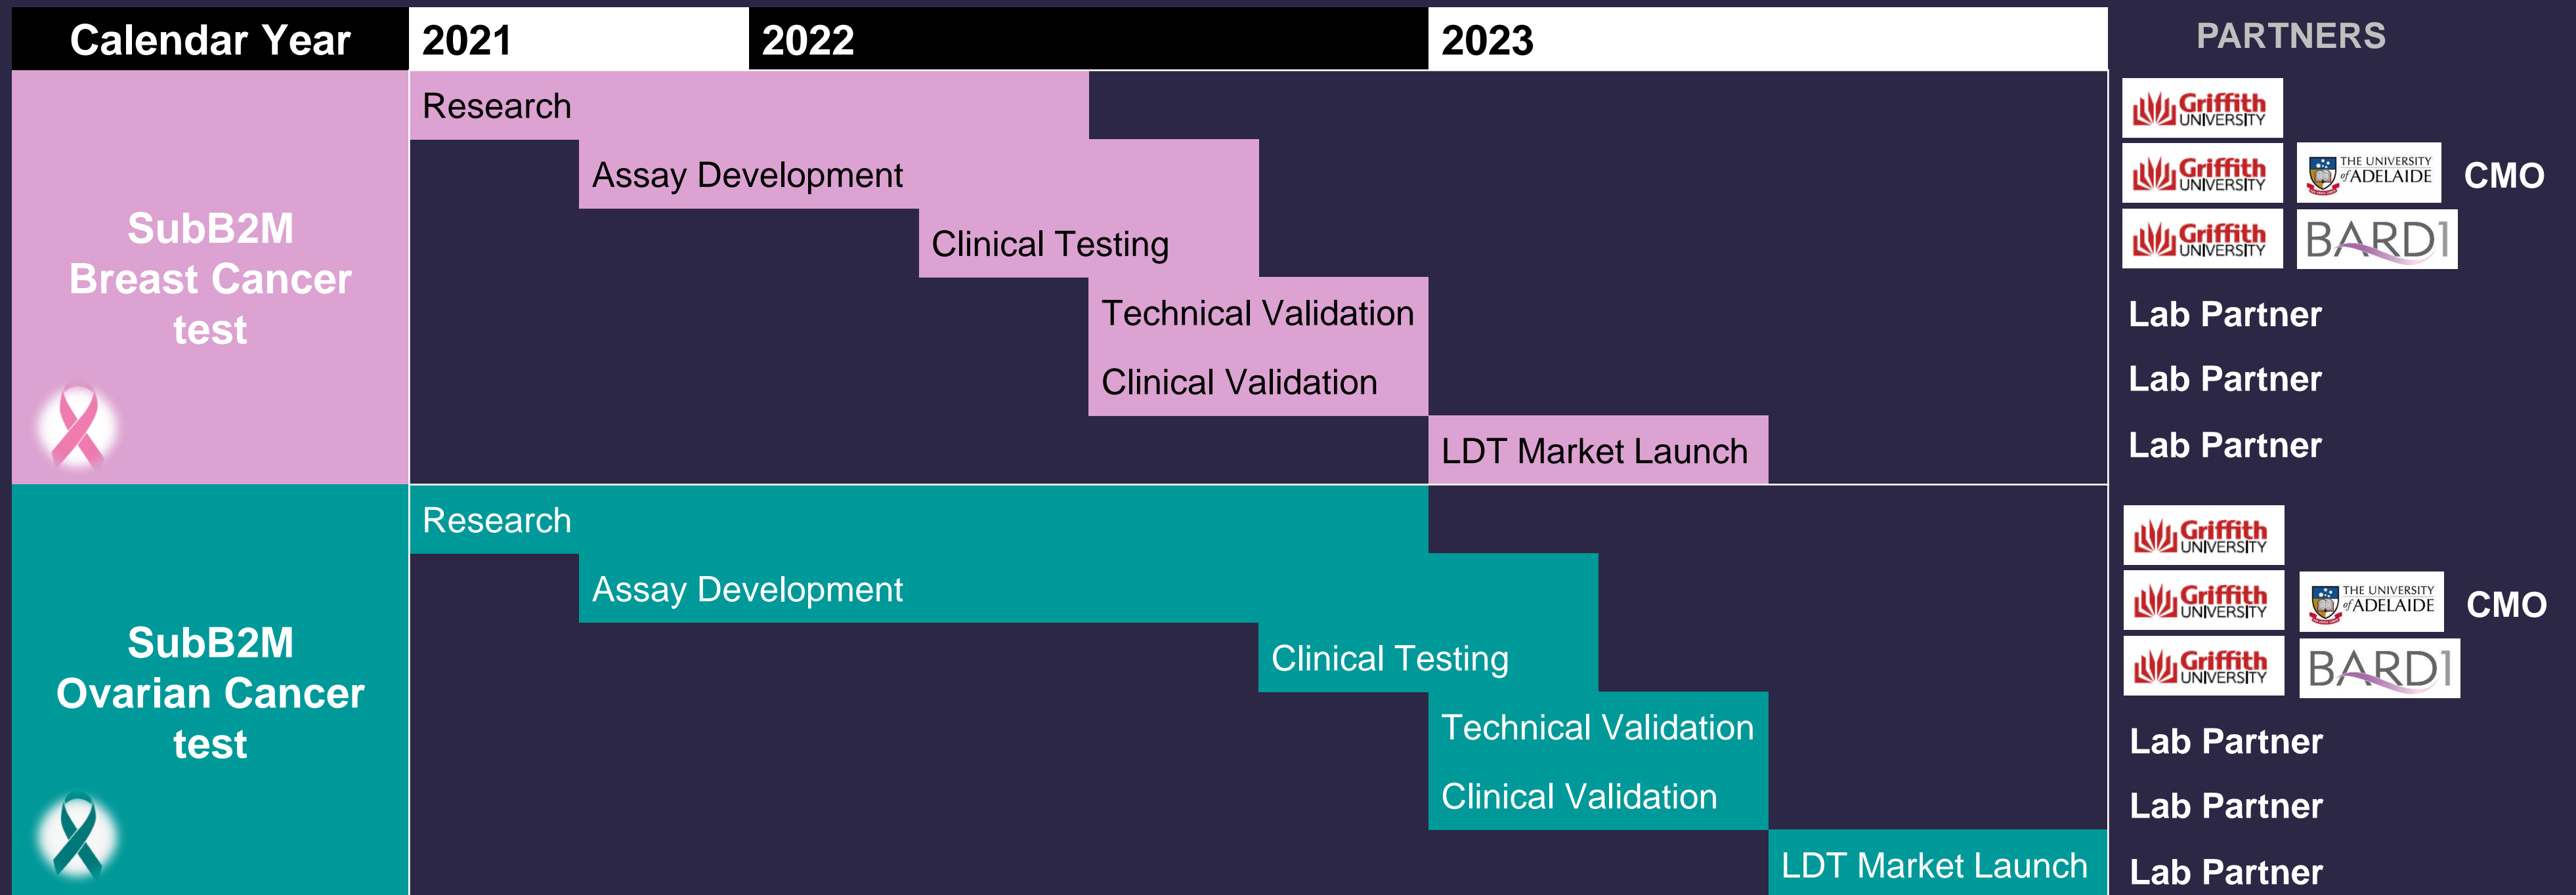 Calendar Year 2021 2022 2023 PARTNERS
SubB2M
Breast Cancer
test
Research
Griffith
UNIVERSITY
Assay Development
Griffith
UNIVERSITY
THE UNIVERSITY
of ADELAIDE
CMO
Clinical Testing
Griffith
UNIVERSITY
BARD1
Technical Validation
Lab Partner
Clinical Validation
Lab Partner
LDT Market Launch
Lab Partner
SubB2M
Ovarian Cancer
test
Research
Griffith
UNIVERSITY
Assay Development
Griffith
UNIVERSITY
THE UNIVERSITY
of ADELAIDE
CMO
Clinical Testing
Griffith
UNIVERSITY
BARD1
Technical Validation
Lab Partner
Clinical Validation
Lab Partner
LDT Market Launch
Lab Partner